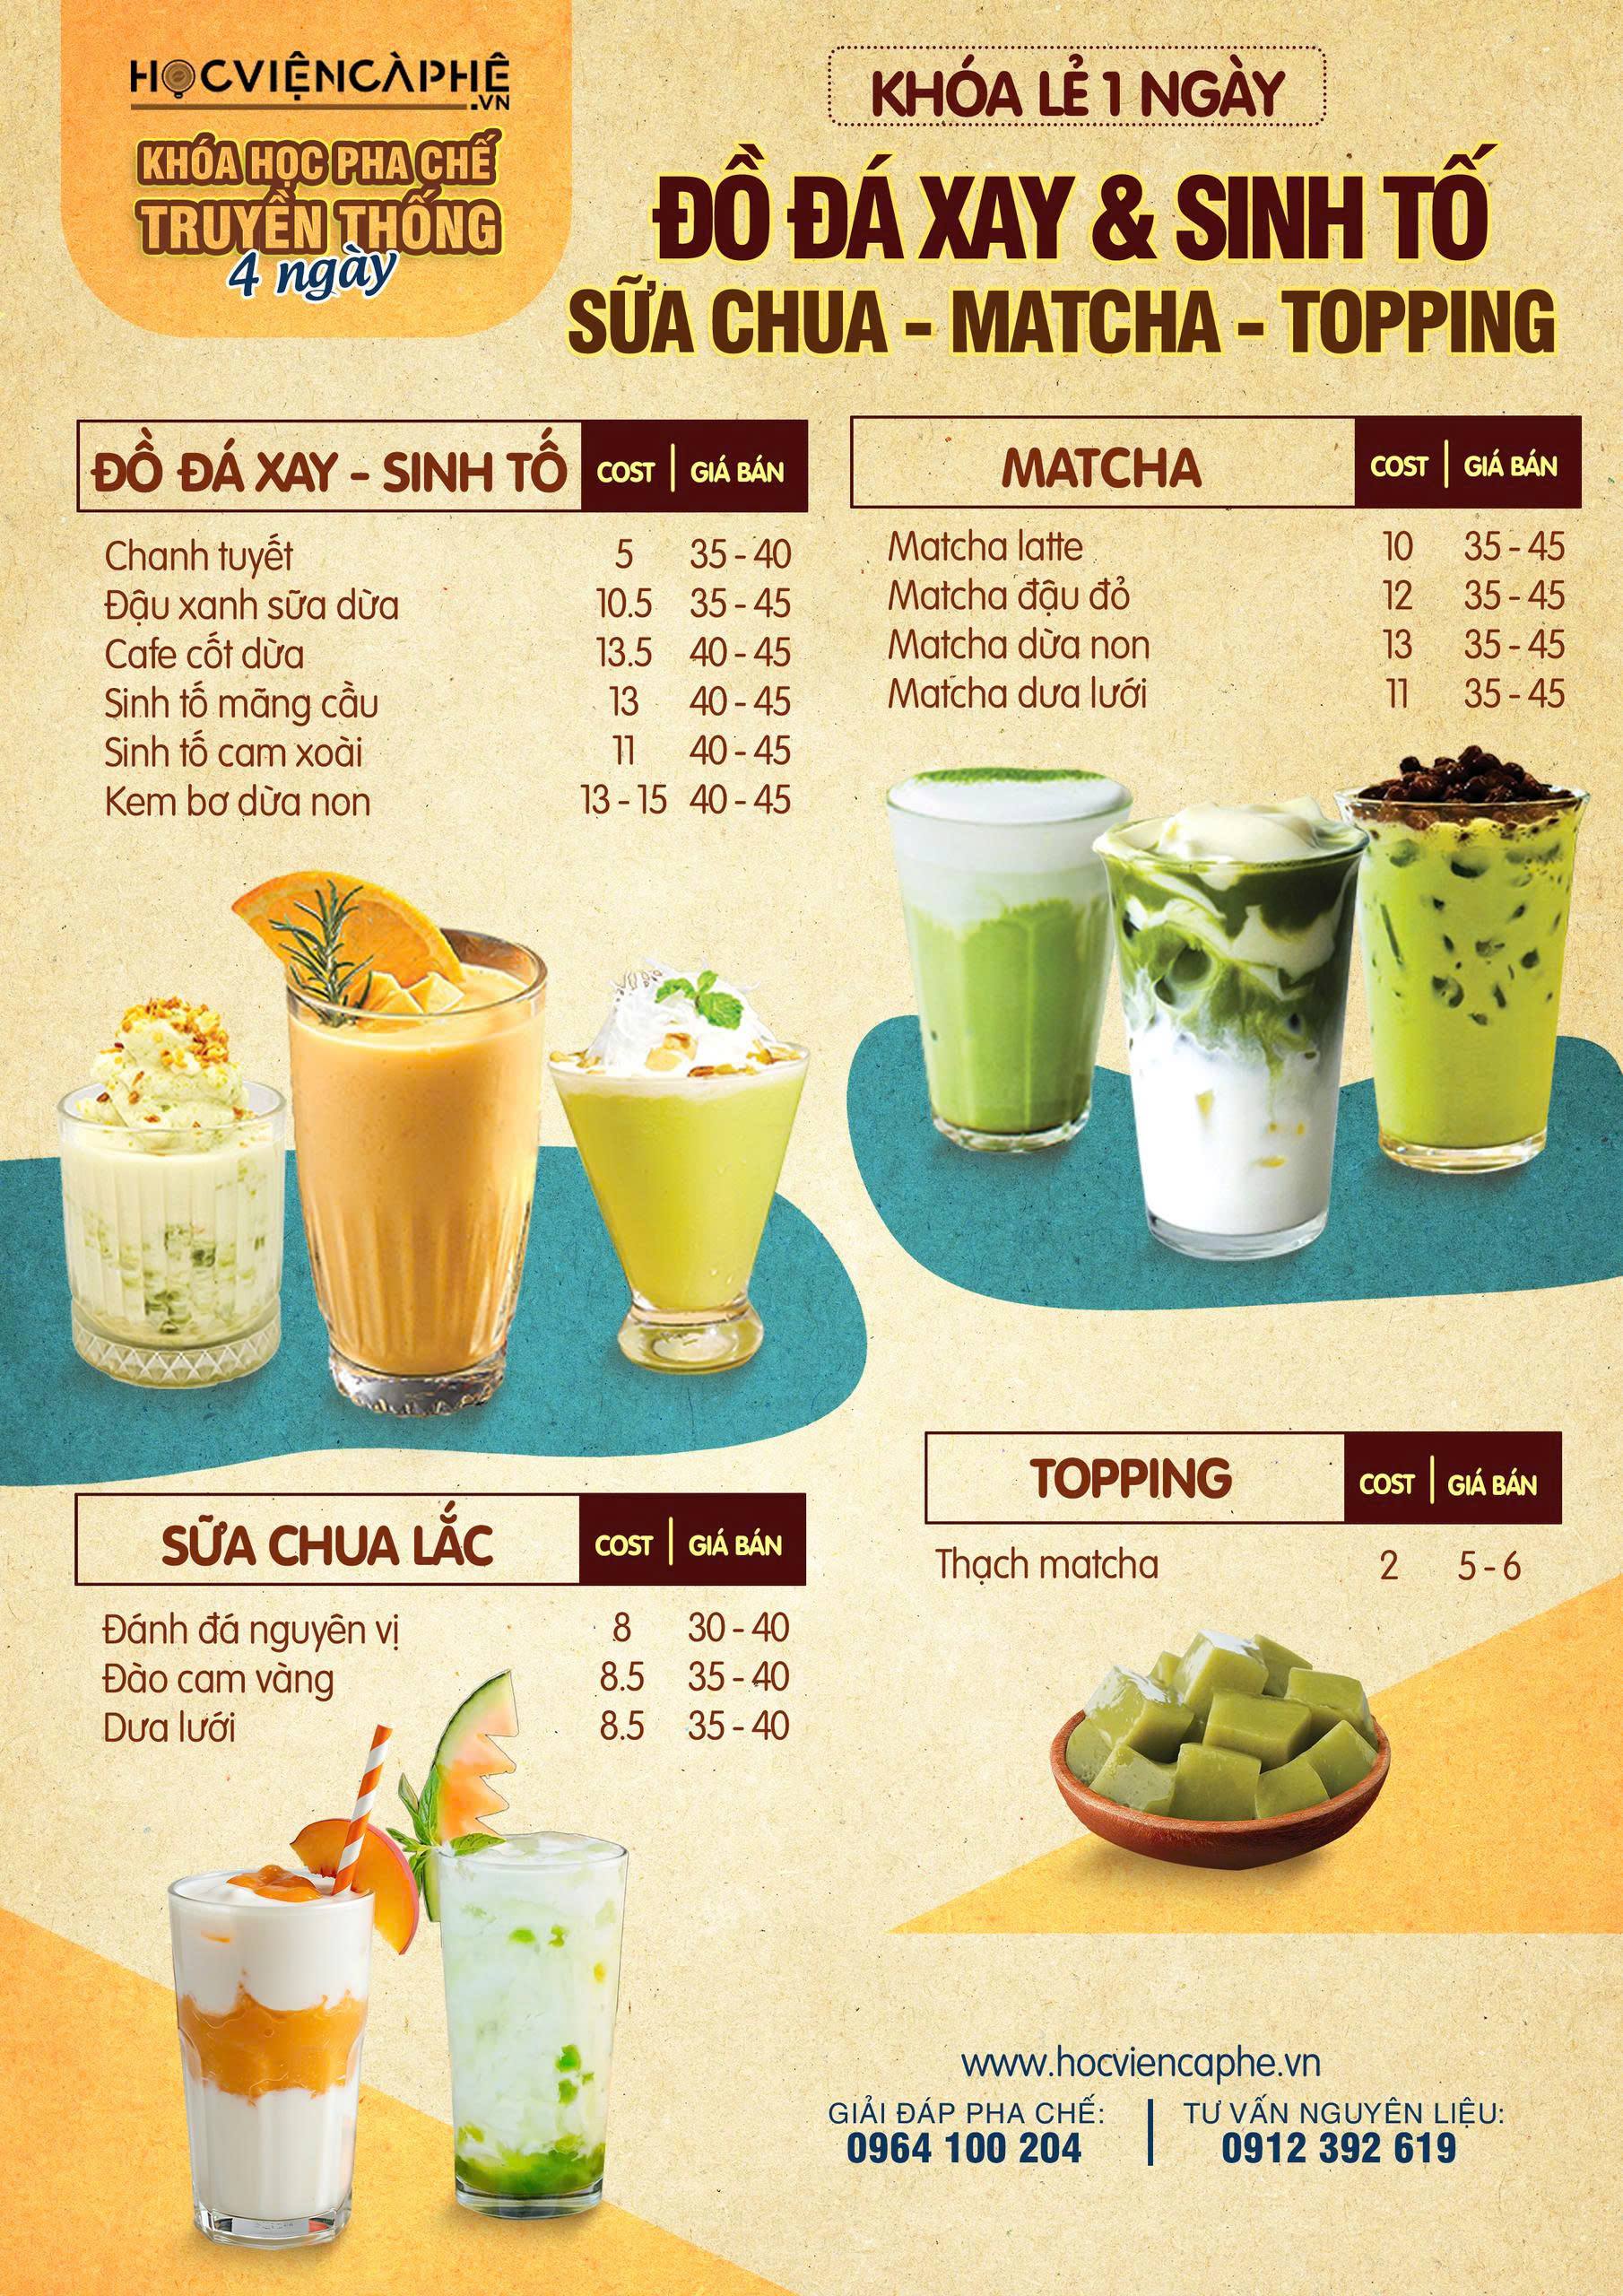 HỌCVIỆNCÀPHÊ
.VN
KHÓA HỌC PHA CHẾ
TRUYỀN THỐNG
4 ngày
KHÓA LẺ 1 NGÀY
ĐỒ ĐÁ XAY & SINH TỐ
SỮA CHUA - MATCHA - TOPPING
ĐỒ ĐÁ XAY - SINH TỐ COST | GIÁ BÁN
Chanh tuyết 5 35 - 40
Đậu xanh sữa dừa 10.5 35 - 45
Cafe cốt dừa 13.5 40 - 45
Sinh tố mãng cầu 13 40 - 45
Sinh tố cam xoài 11 40 - 45
Kem bơ dừa non 13 - 15 40 - 45
MATCHA COST | GIÁ BÁN
Matcha latte 10 35 - 45
Matcha đậu đỏ 12 35 - 45
Matcha dừa non 13 35 - 45
Matcha dưa lưới 11 35 - 45
SỮA CHUA LẮC COST | GIÁ BÁN
Đánh đá nguyên vị 8 30 - 40
Đào cam vàng 8.5 35 - 40
Dưa lưới 8.5 35 - 40
TOPPING COST | GIÁ BÁN
Thạch matcha 2 5 - 6
www.hocviencaphe.vn
GIẢI ĐÁP PHA CHẾ: | TƯ VẤN NGUYÊN LIỆU:
0964 100 204 | 0912 392 619